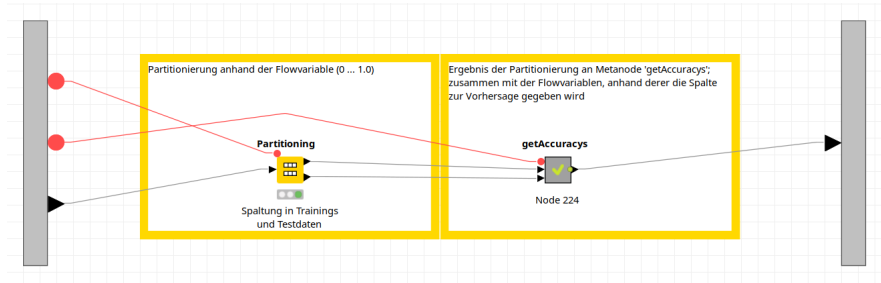 Partitionierung anhand der Flowvariable (0 ... 1.0)
Ergebnis der Partitionierung an Metanode 'getAccuracys';
zusammen mit der Flowvariablen, anhand derer die Spalte
zur Vorhersage gegeben wird
Partitioning
getAccuracys
Spaltung in Trainings
und Testdaten
Node 224